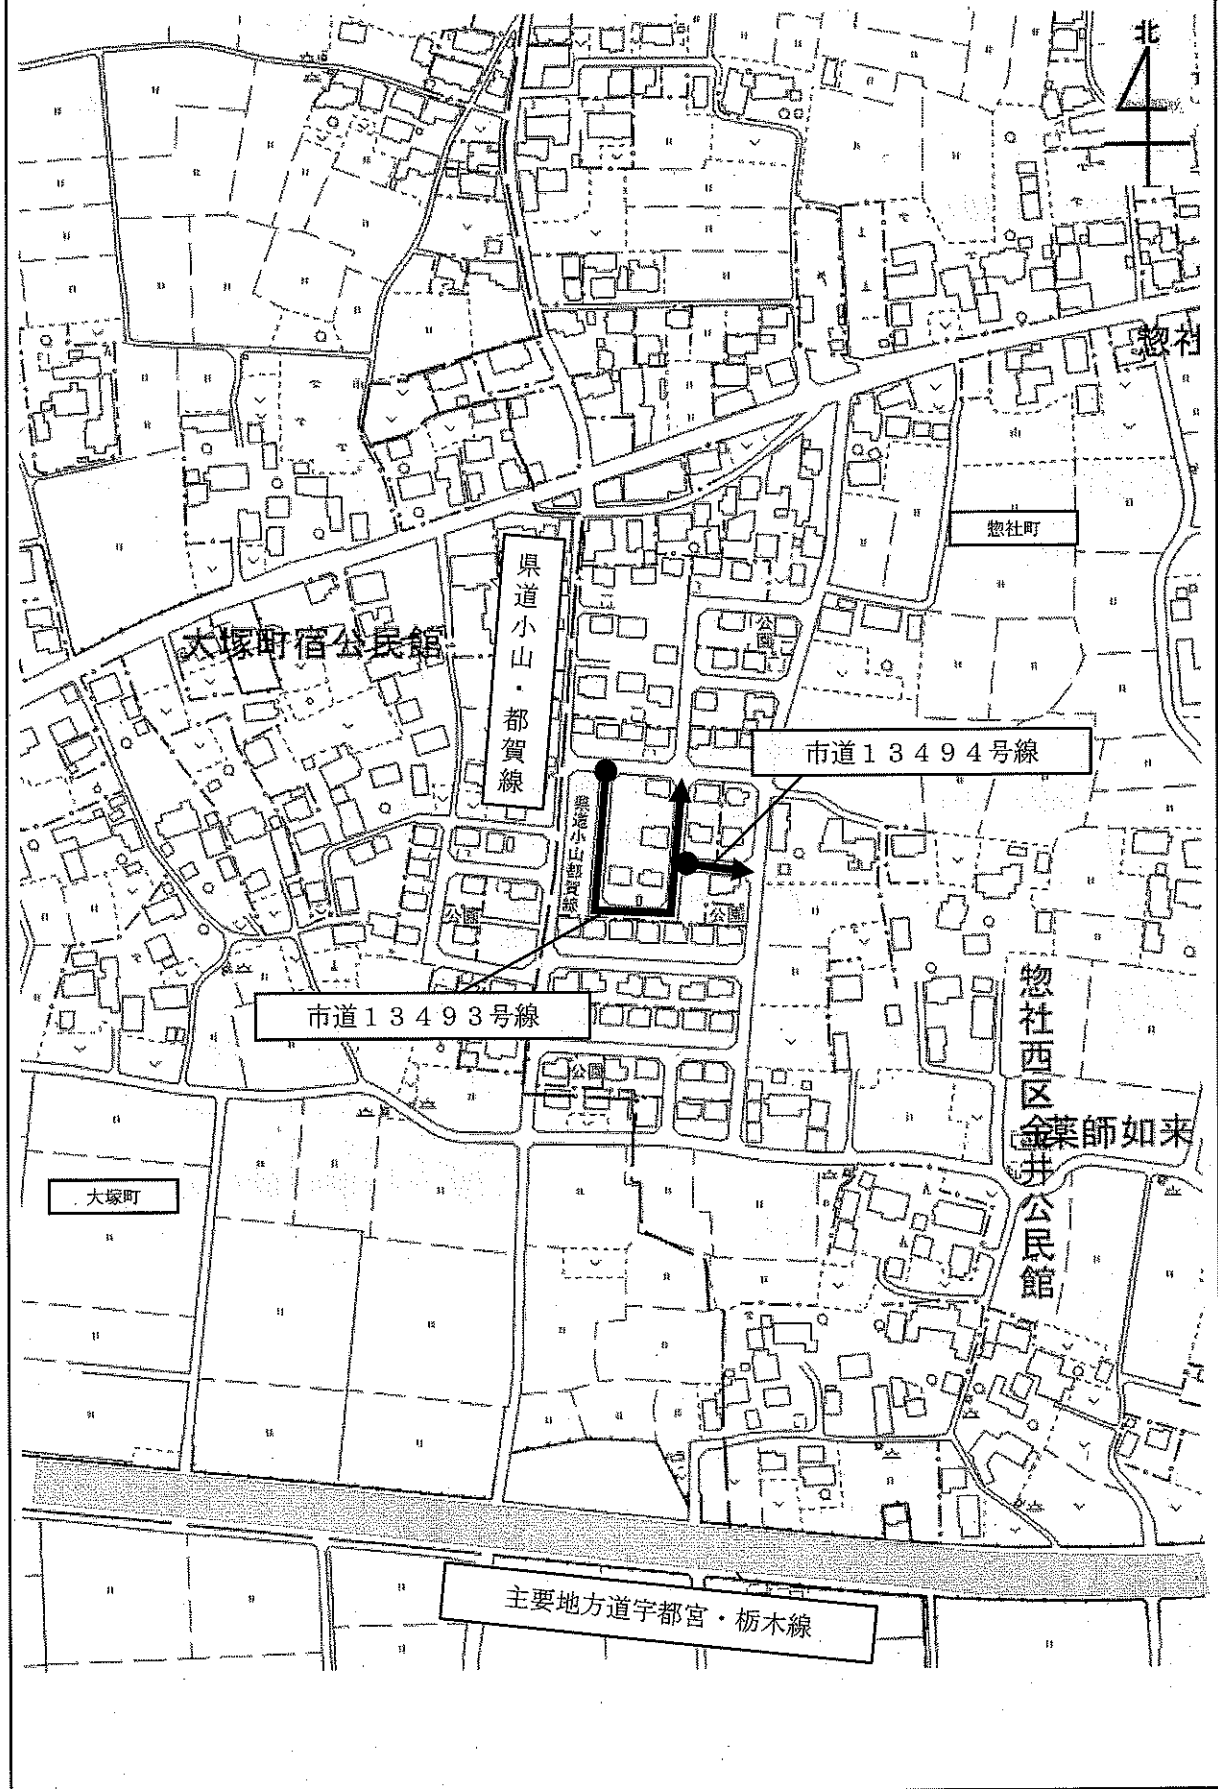 北
惣社
惣社町
県道小山・都賀線
大塚町宿公民館
公園
市道13494号線
県道小山都賀線
公園
公園
市道13493号線
惣社西区金井公民館
公園
薬師如来
大塚町
主要地方道宇都宮・栃木線